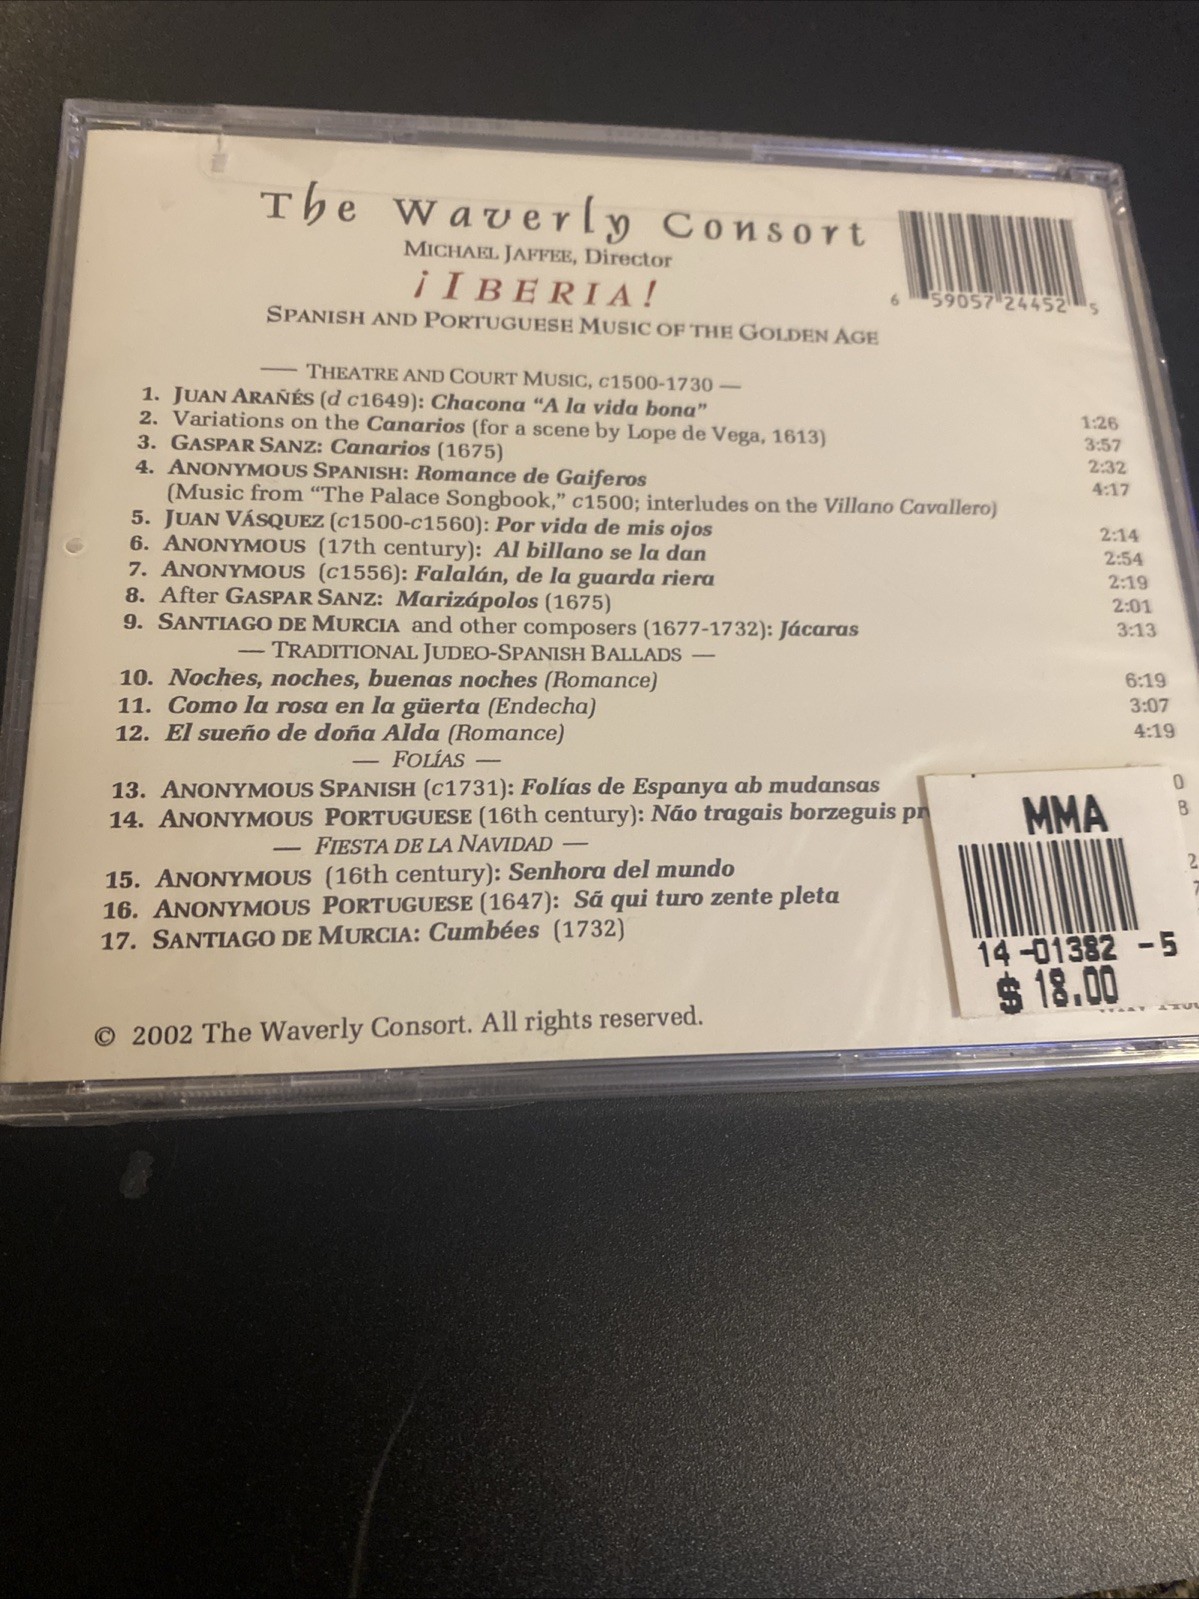 The Waverly Consort
MICHAEL JAFFEE, Director
¡IBERIA!
SPANISH AND PORTUGUESE MUSIC OF THE GOLDEN AGE
6 59057 24452 5
— THEATRE AND COURT MUSIC, c1500-1730 —
1. JUAN ARAÑÉS (d c1649): Chacona “A la vida bona” 1:26
2. Variations on the Canarios (for a scene by Lope de Vega, 1613) 3:57
3. GASPAR SANZ: Canarios (1675) 2:32
4. ANONYMOUS SPANISH: Romance de Gaiferos 4:17
(Music from “The Palace Songbook,” c1500; interludes on the Villano Cavallero)
5. JUAN VÁSQUEZ (c1500-c1560): Por vida de mis ojos 2:14
6. ANONYMOUS (17th century): Al billano se la dan 2:54
7. ANONYMOUS (c1556): Falalán, de la guarda riera 2:19
8. After GASPAR SANZ: Marizápolos (1675) 2:01
9. SANTIAGO DE MURCIA and other composers (1677-1732): Jácaras 3:13
— TRADITIONAL JUDEO-SPANISH BALLADS —
10. Noches, noches, buenas noches (Romance) 6:19
11. Como la rosa en la güerta (Endecha) 3:07
12. El sueño de doña Alda (Romance) 4:19
— FOLÍAS —
13. ANONYMOUS SPANISH (c1731): Folías de Espanya ab mudansas
14. ANONYMOUS PORTUGUESE (16th century): Não tragais borzeguis
— FIESTA DE LA NAVIDAD —
15. ANONYMOUS (16th century): Senhora del mundo
16. ANONYMOUS PORTUGUESE (1647): Sã qui turo zente pleta
17. SANTIAGO DE MURCIA: Cumbées (1732)
MMA
14-01382 -5
$ 18.00
© 2002 The Waverly Consort. All rights reserved.